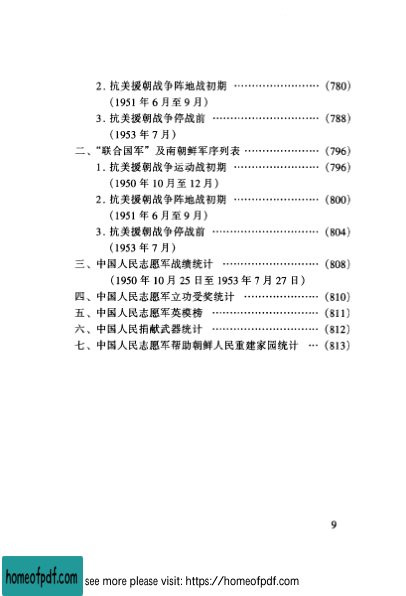 2. 抗美援朝战争阵地战初期 ……………………（780）
（1951 年 6 月至 9 月）
3. 抗美援朝战争停战前 …………………………（788）
（1953 年 7 月）
二、“联合国军”及南朝鲜军序列表 …………………（796）
1. 抗美援朝战争运动战初期 ……………………（796）
（1950 年 10 月至 12 月）
2. 抗美援朝战争阵地战初期 ……………………（800）
（1951 年 6 月至 9 月）
3. 抗美援朝战争停战前 …………………………（804）
（1953 年 7 月）
三、中国人民志愿军战绩统计 ………………………（808）
（1950 年 10 月 25 日至 1953 年 7 月 27 日）
四、中国人民志愿军立功受奖统计 …………………（810）
五、中国人民志愿军英模榜 …………………………（811）
六、中国人民捐献武器统计 …………………………（812）
七、中国人民志愿军帮助朝鲜人民重建家园统计 …（813）
9
homeofpdf.com see more please visit: https://homeofpdf.com